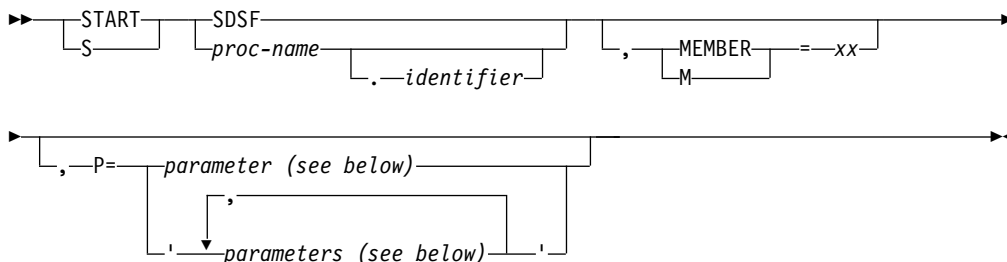 START SDSF
S proc-name , MEMBER = xx
. identifier M
, P= parameter (see below)
,
' parameters (see below) '